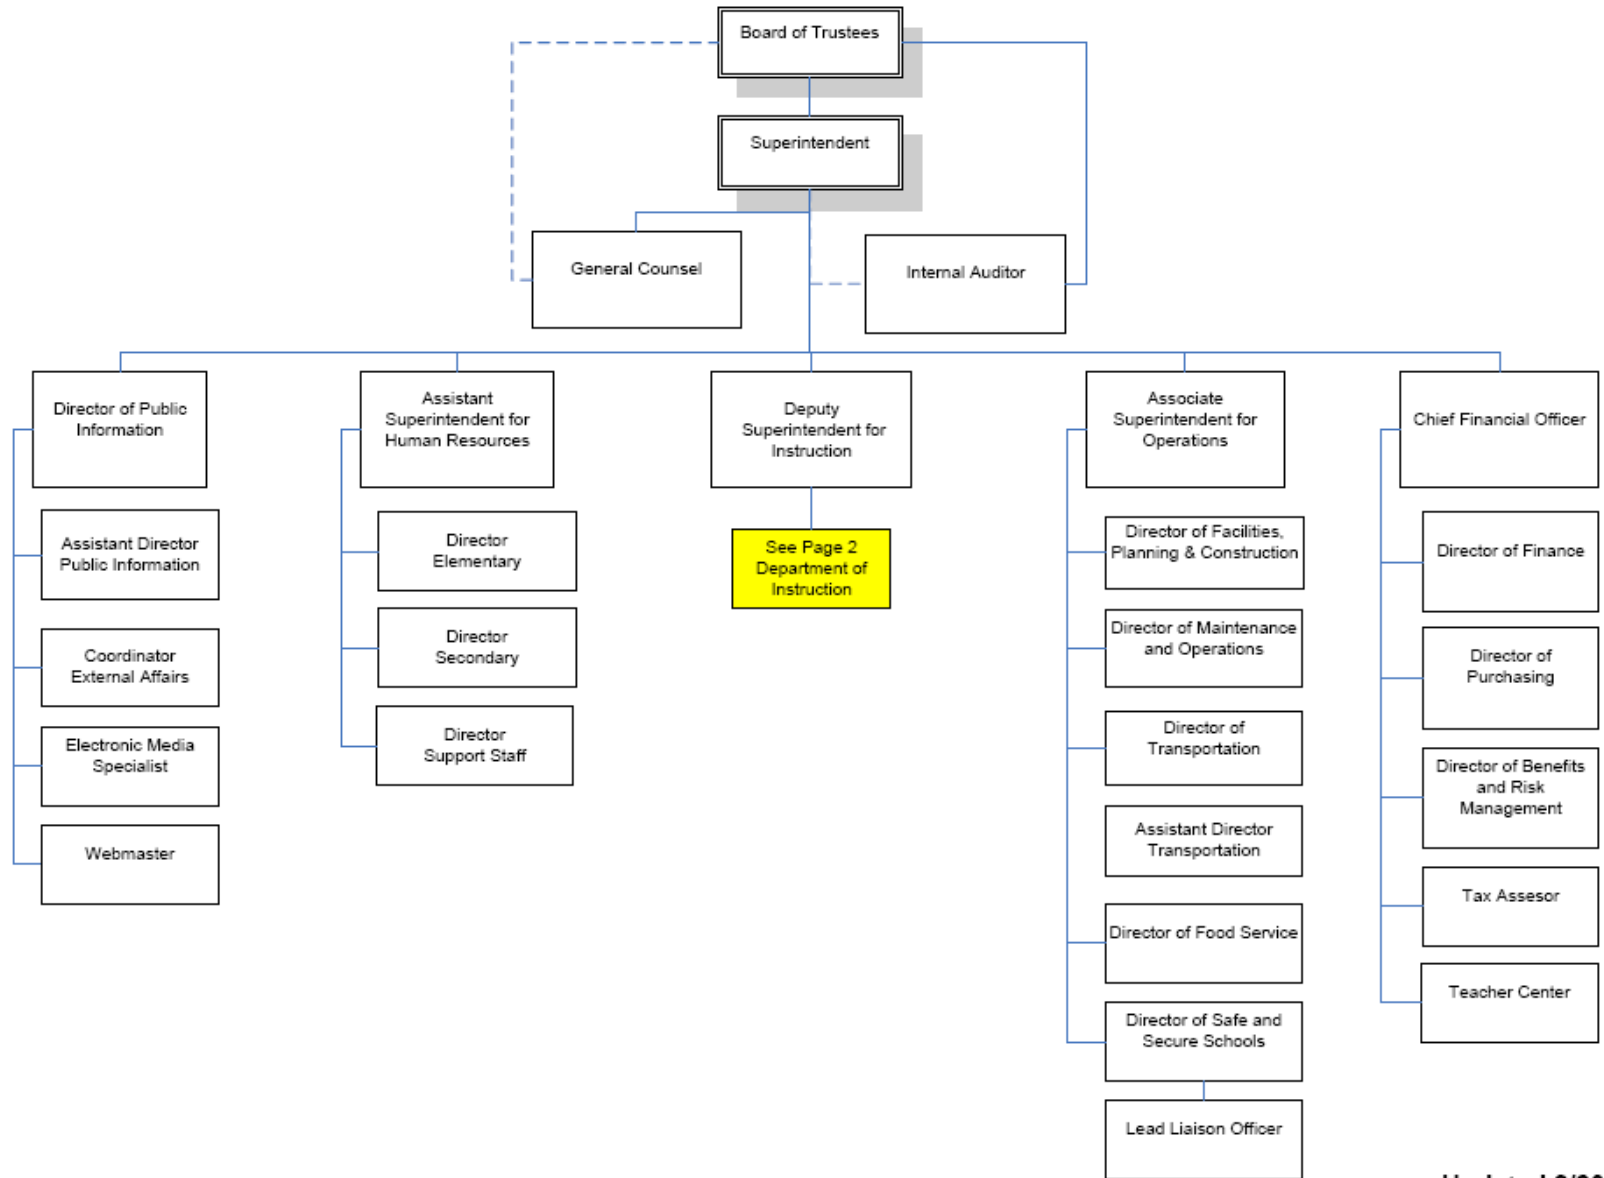 Board of Trustees
Superintendent
General Counsel
Internal Auditor
Director of Public
Information
Assistant
Superintendent for
Human Resources
Deputy
Superintendent for
Instruction
Associate
Superintendent for
Operations
Chief Financial Officer
Assistant Director
Public Information
Coordinator
External Affairs
Electronic Media
Specialist
Webmaster
Director
Elementary
Director
Secondary
Director
Support Staff
See Page 2
Department of
Instruction
Director of Facilities,
Planning & Construction
Director of Maintenance
and Operations
Director of
Transportation
Assistant Director
Transportation
Director of Food Service
Director of Safe and
Secure Schools
Lead Liaison Officer
Director of Finance
Director of
Purchasing
Director of Benefits
and Risk
Management
Tax Assesor
Teacher Center